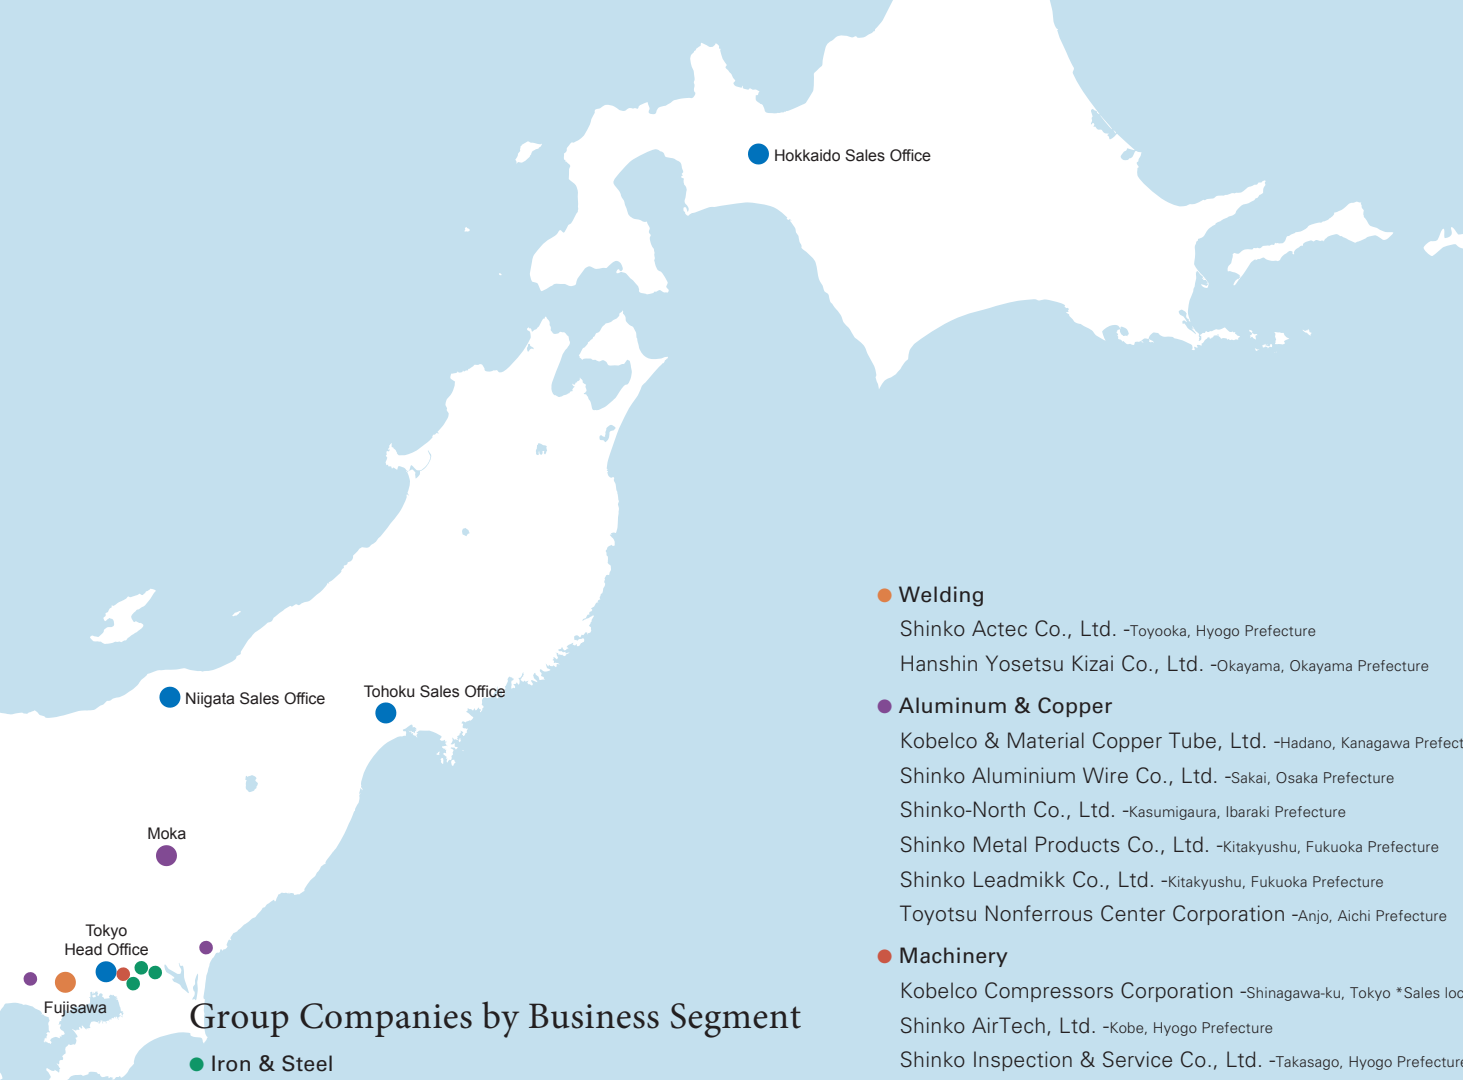 Hokkaido Sales Office
Niigata Sales Office
Tohoku Sales Office
Moka
Tokyo
Head Office
Fujisawa
Group Companies by Business Segment
Iron & Steel
Welding
Shinko Actec Co., Ltd. -Toyooka, Hyogo Prefecture
Hanshin Yosetsu Kizai Co., Ltd. -Okayama, Okayama Prefecture
Aluminum & Copper
Kobelco & Material Copper Tube, Ltd. -Hadano, Kanagawa Prefect
Shinko Aluminium Wire Co., Ltd. -Sakai, Osaka Prefecture
Shinko-North Co., Ltd. -Kasumigaura, Ibaraki Prefecture
Shinko Metal Products Co., Ltd. -Kitakyushu, Fukuoka Prefecture
Shinko Leadmikk Co., Ltd. -Kitakyushu, Fukuoka Prefecture
Toyotsu Nonferrous Center Corporation -Anjo, Aichi Prefecture
Machinery
Kobelco Compressors Corporation -Shinagawa-ku, Tokyo *Sales loc
Shinko AirTech, Ltd. -Kobe, Hyogo Prefecture
Shinko Inspection & Service Co., Ltd. -Takasago, Hyogo Prefecture